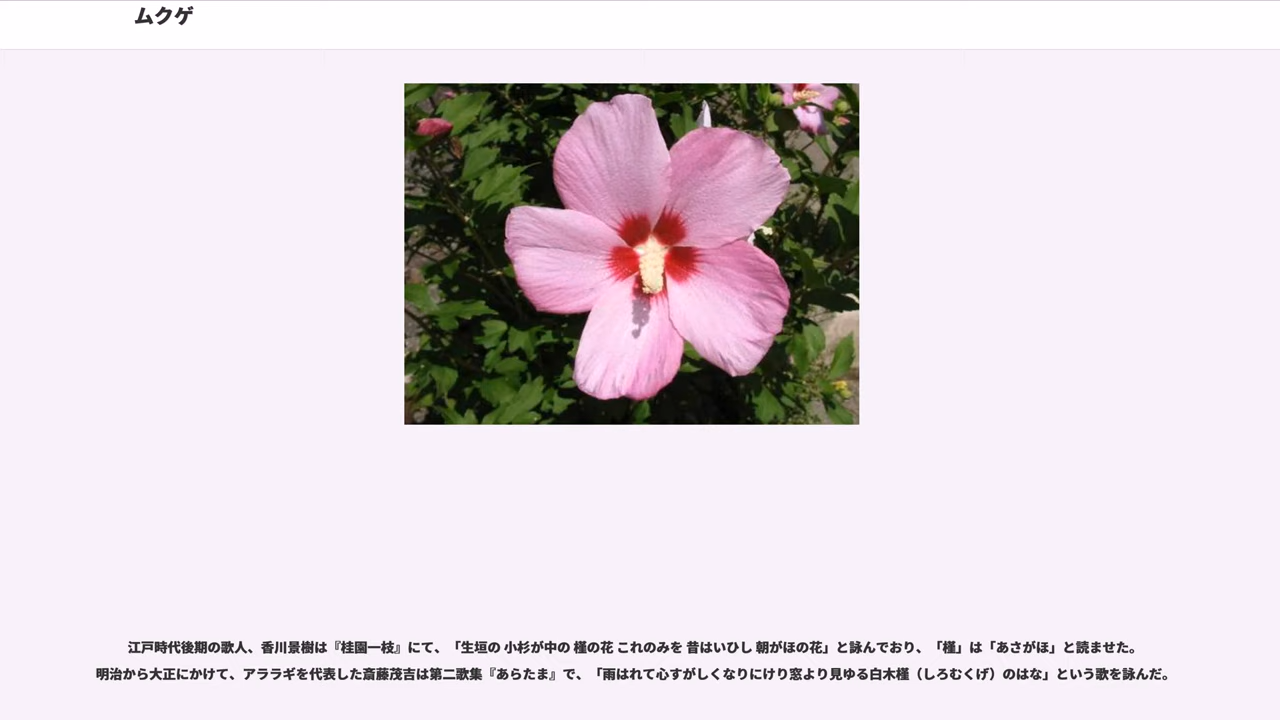 ムクゲ
江戸時代後期の歌人、香川景樹は『桂園一枝』にて、「生垣の 小杉が中の 槿の花 これのみを 昔はいひし 朝がほの花」と詠んでおり、「槿」は「あさがほ」と読ませた。
明治から大正にかけて、アララギを代表した斎藤茂吉は第二歌集『あらたま』で、「雨はれて心すがしくなりにけり窓より見ゆる白木槿（しろむくげ）のはな」という歌を詠んだ。